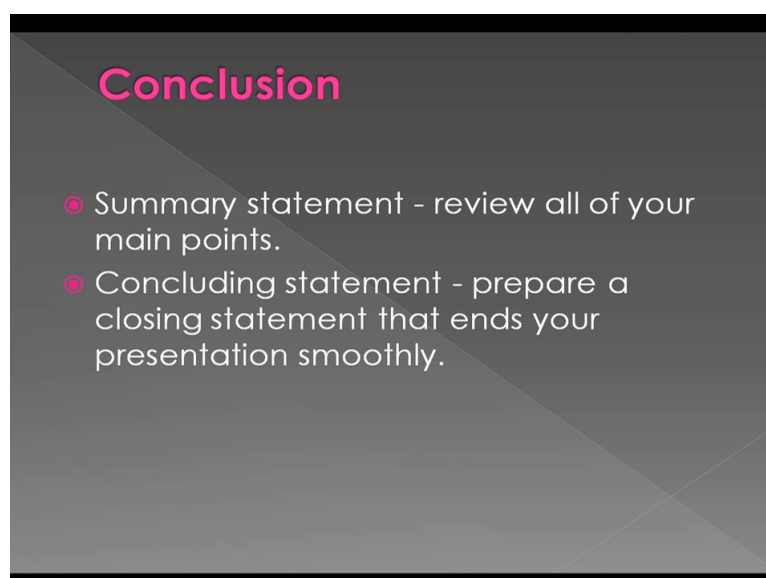 Conclusion
Summary statement - review all of your
main points.
Concluding statement - prepare a
closing statement that ends your
presentation smoothly.